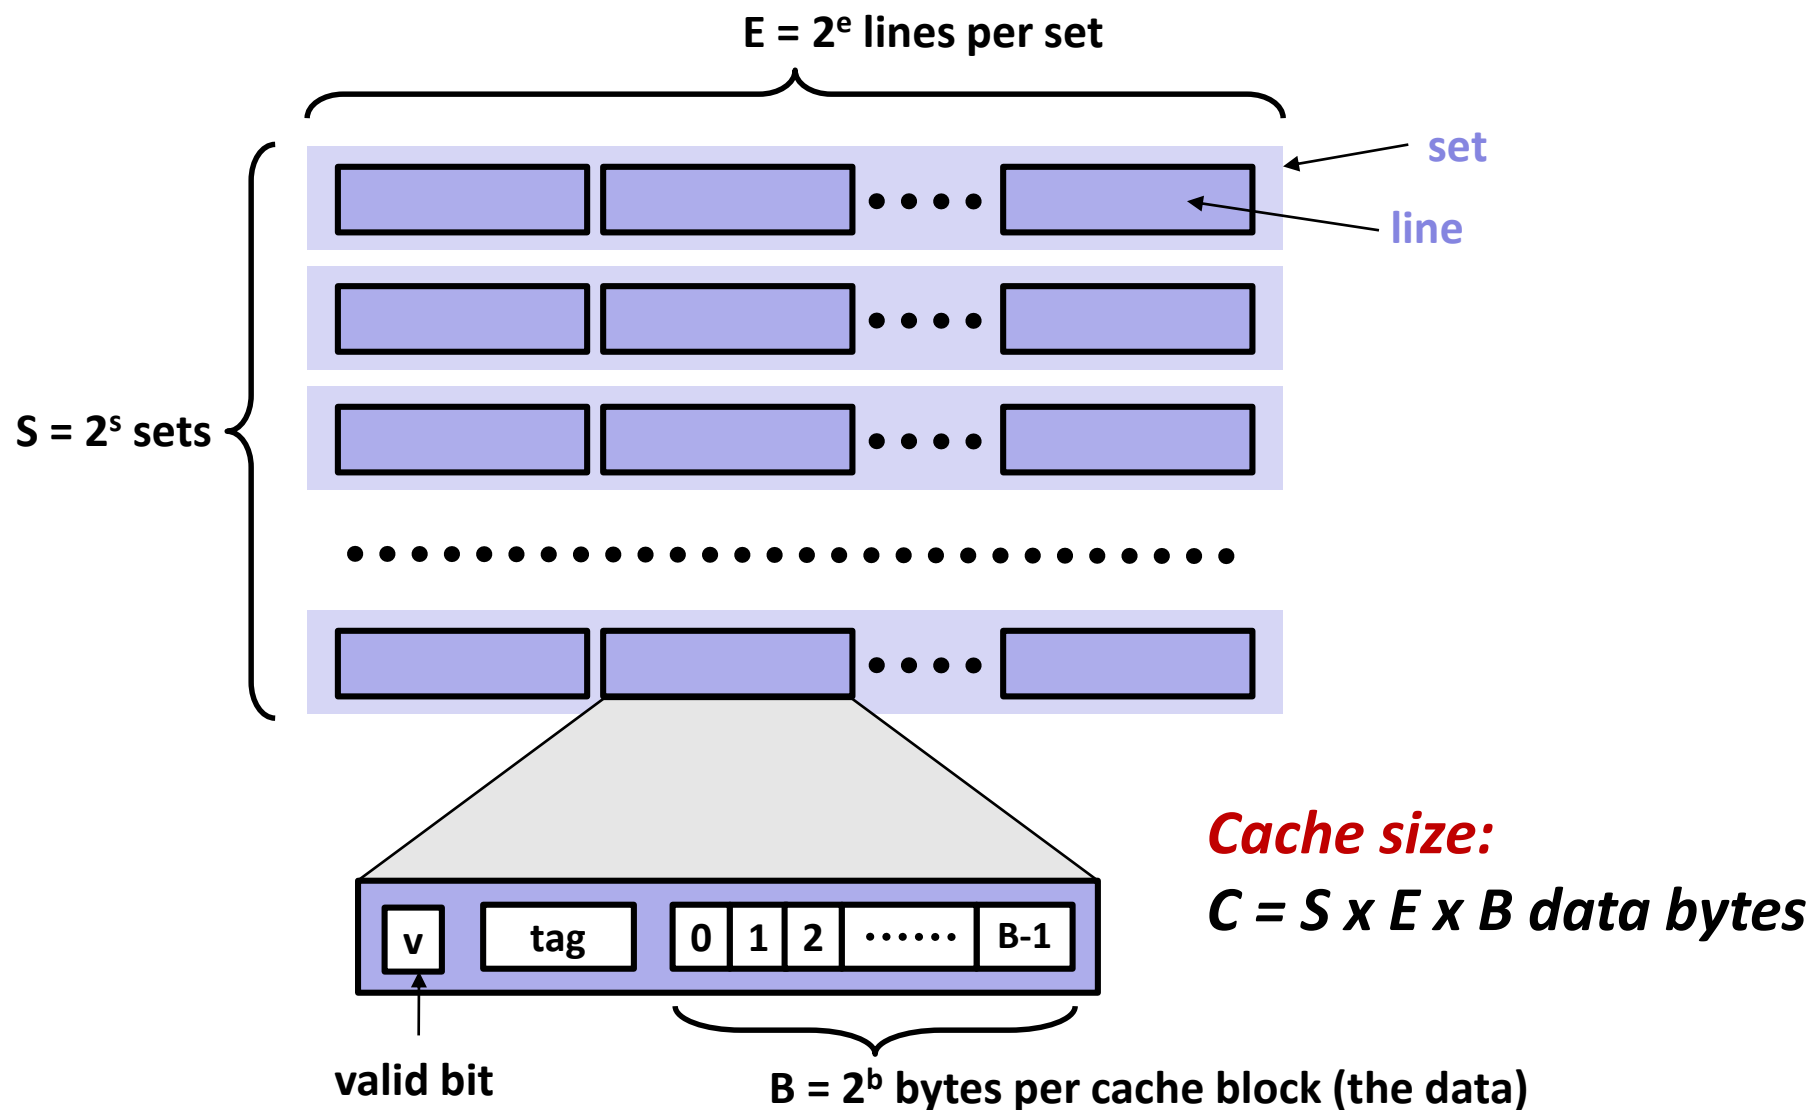 E = 2ᵉ lines per set
set
line
S = 2ˢ sets
Cache size:
C = S x E x B data bytes
v
tag
0 1 2 ...... B-1
valid bit
B = 2ᵇ bytes per cache block (the data)